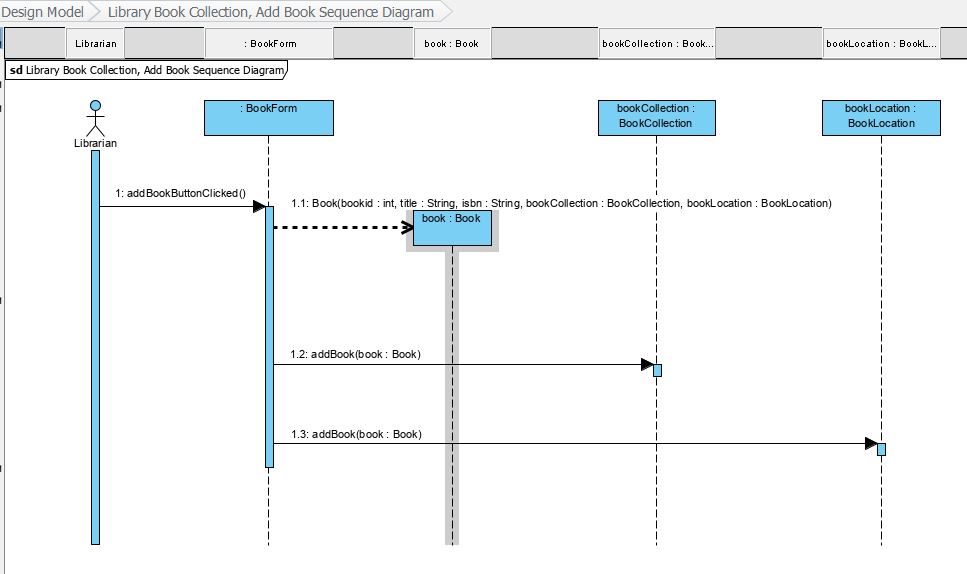 Design Model
Library Book Collection, Add Book Sequence Diagram
Librarian
: BookForm
book : Book
bookCollection : Book...
bookLocation : BookL...
sd Library Book Collection, Add Book Sequence Diagram
: BookForm
bookCollection :
BookCollection
bookLocation :
BookLocation
Librarian
1: addBookButtonClicked()
1.1: Book(bookid : int, title : String, isbn : String, bookCollection : BookCollection, bookLocation : BookLocation)
book : Book
1.2: addBook(book : Book)
1.3: addBook(book : Book)